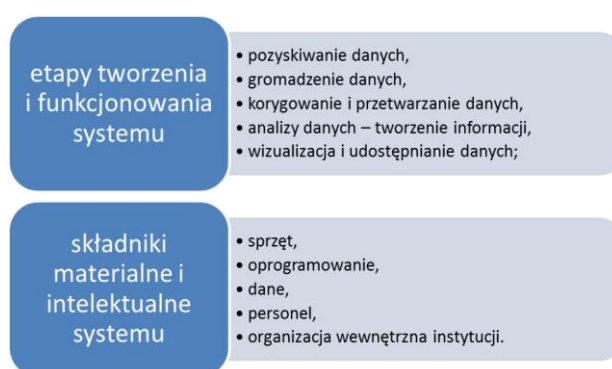 etapy tworzenia
i funkcjonowania
systemu
• pozyskiwanie danych,
• gromadzenie danych,
• korygowanie i przetwarzanie danych,
• analizy danych – tworzenie informacji,
• wizualizacja i udostępnianie danych;
składniki
materialne i
intelektualne
systemu
• sprzęt,
• oprogramowanie,
• dane,
• personel,
• organizacja wewnętrzna instytucji.